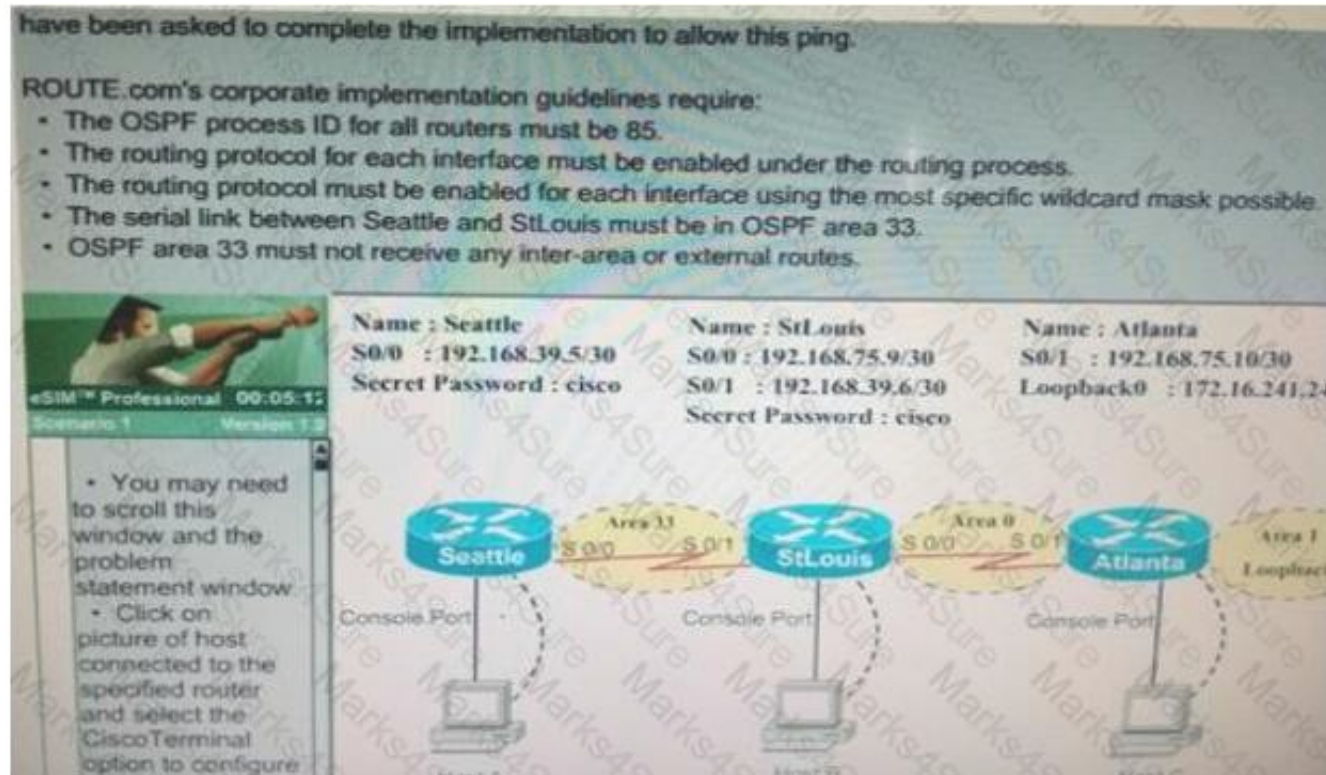 have been asked to complete the implementation to allow this ping.
ROUTE.com's corporate implementation guidelines require:
• The OSPF process ID for all routers must be 85.
• The routing protocol for each interface must be enabled under the routing process.
• The routing protocol must be enabled for each interface using the most specific wildcard mask possible.
• The serial link between Seattle and StLouis must be in OSPF area 33.
• OSPF area 33 must not receive any inter-area or external routes.
Name : Seattle
S0/0 : 192.168.39.5/30
Secret Password : cisco
Name : StLouis
S0/0 : 192.168.75.9/30
S0/1 : 192.168.39.6/30
Secret Password : cisco
Name : Atlanta
S0/1 : 192.168.75.10/30
Loopback0 : 172.16.241.2
eSIM™ Professional 00:05:1
Scenario 1 Version 1
• You may need
to scroll this
window and the
problem
statement window
• Click on
picture of host
connected to the
specified router
and select the
CiscoTerminal
option to configure
Area 33
Seattle
S 0/0
S 0/1
StLouis
Area 0
S 0/0
S 0/1
Atlanta
Area 1
Console Port
Console Port
Console Port
Marks4Sure